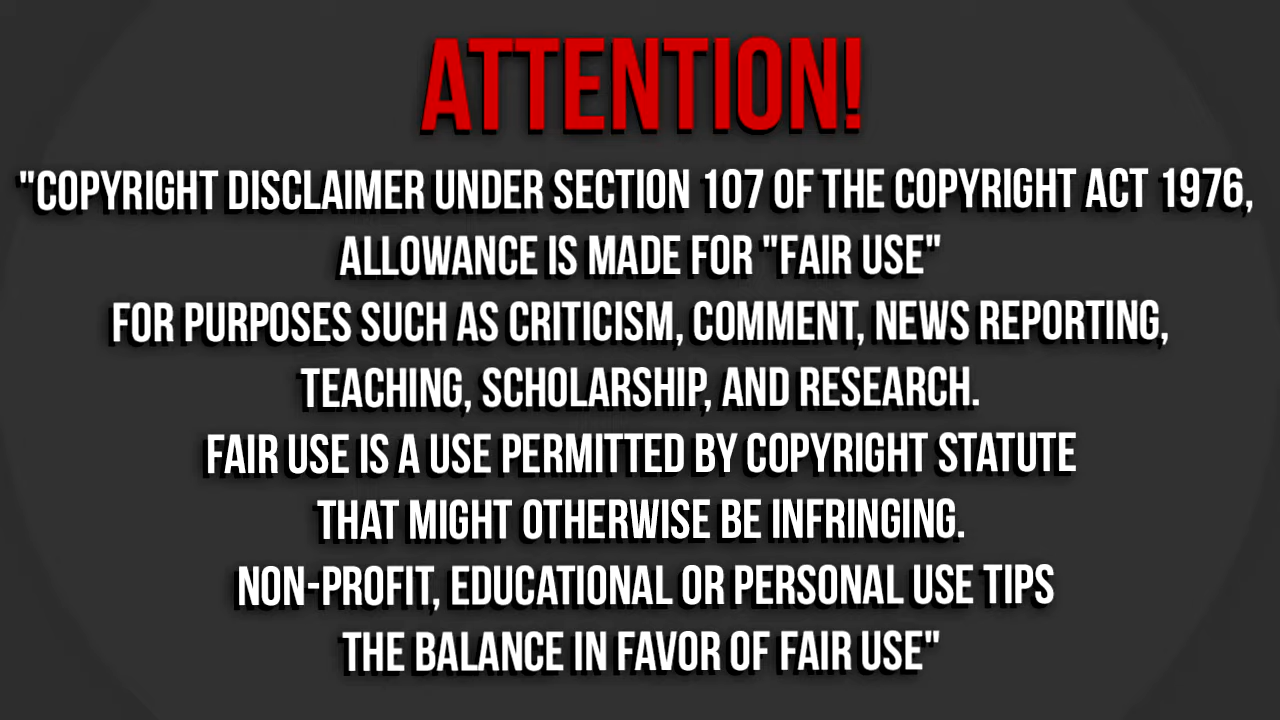 ATTENTION!
"COPYRIGHT DISCLAIMER UNDER SECTION 107 OF THE COPYRIGHT ACT 1976,
ALLOWANCE IS MADE FOR "FAIR USE"
FOR PURPOSES SUCH AS CRITICISM, COMMENT, NEWS REPORTING,
TEACHING, SCHOLARSHIP, AND RESEARCH.
FAIR USE IS A USE PERMITTED BY COPYRIGHT STATUTE
THAT MIGHT OTHERWISE BE INFRINGING.
NON-PROFIT, EDUCATIONAL OR PERSONAL USE TIPS
THE BALANCE IN FAVOR OF FAIR USE"